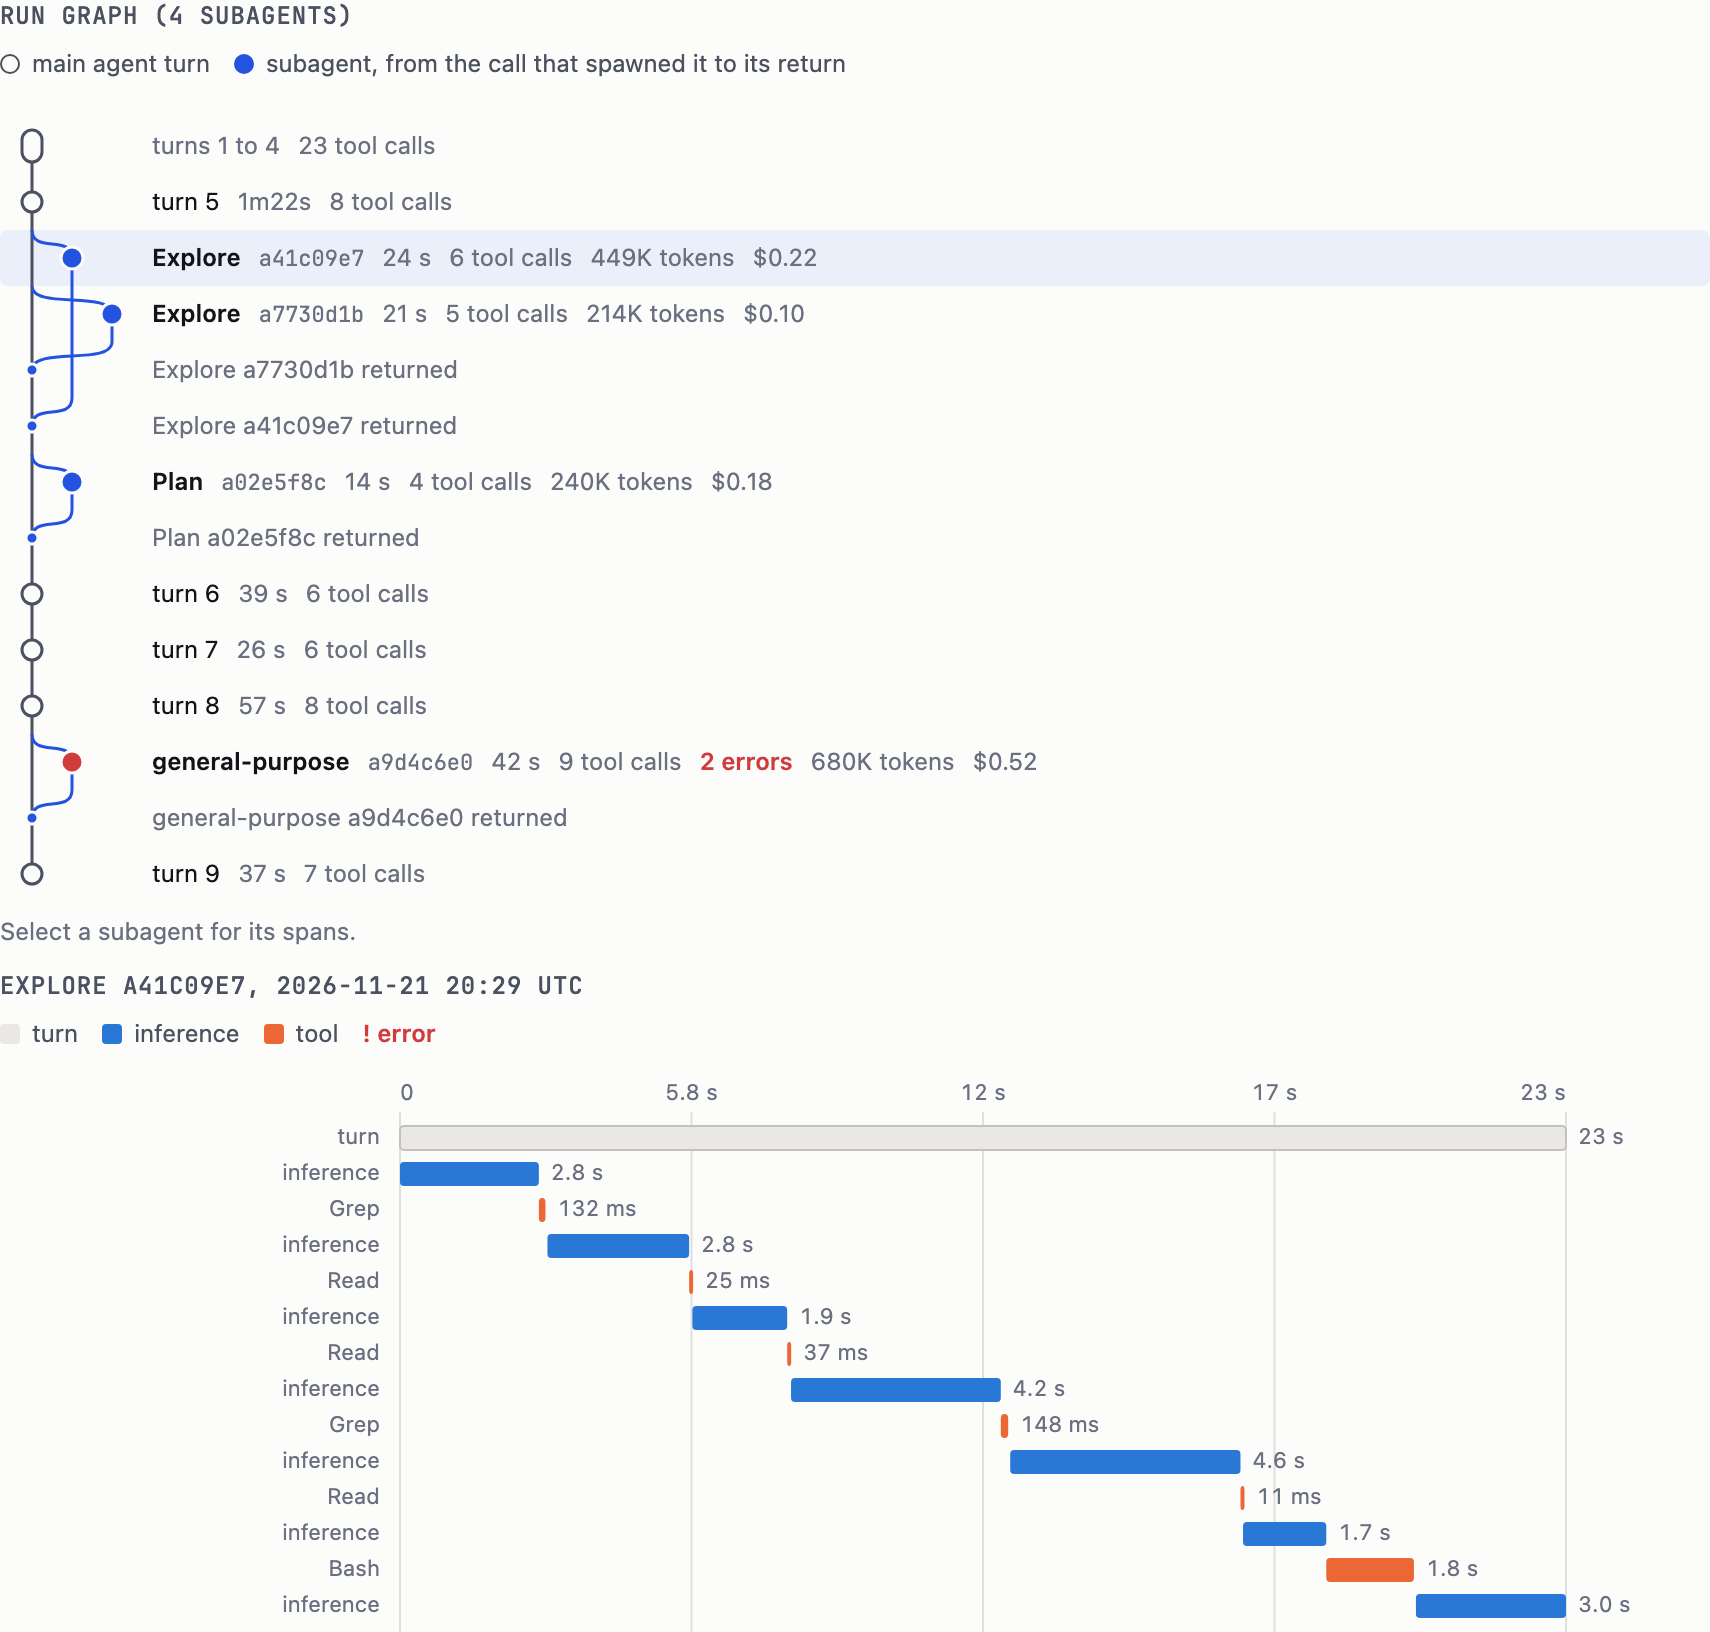 RUN GRAPH (4 SUBAGENTS)
main agent turn subagent, from the call that spawned it to its return
turns 1 to 4 23 tool calls
turn 5 1m22s 8 tool calls
Explore a41c09e7 24 s 6 tool calls 449K tokens $0.22
Explore a7730d1b 21 s 5 tool calls 214K tokens $0.10
Explore a7730d1b returned
Explore a41c09e7 returned
Plan a02e5f8c 14 s 4 tool calls 240K tokens $0.18
Plan a02e5f8c returned
turn 6 39 s 6 tool calls
turn 7 26 s 6 tool calls
turn 8 57 s 8 tool calls
general-purpose a9d4c6e0 42 s 9 tool calls 2 errors 680K tokens $0.52
general-purpose a9d4c6e0 returned
turn 9 37 s 7 tool calls
Select a subagent for its spans.
EXPLORE A41C09E7, 2026-11-21 20:29 UTC
turn inference tool ! error
0 5.8 s 12 s 17 s 23 s
turn 23 s
inference 2.8 s
Grep 132 ms
inference 2.8 s
Read 25 ms
inference 1.9 s
Read 37 ms
inference 4.2 s
Grep 148 ms
inference 4.6 s
Read 11 ms
inference 1.7 s
Bash 1.8 s
inference 3.0 s